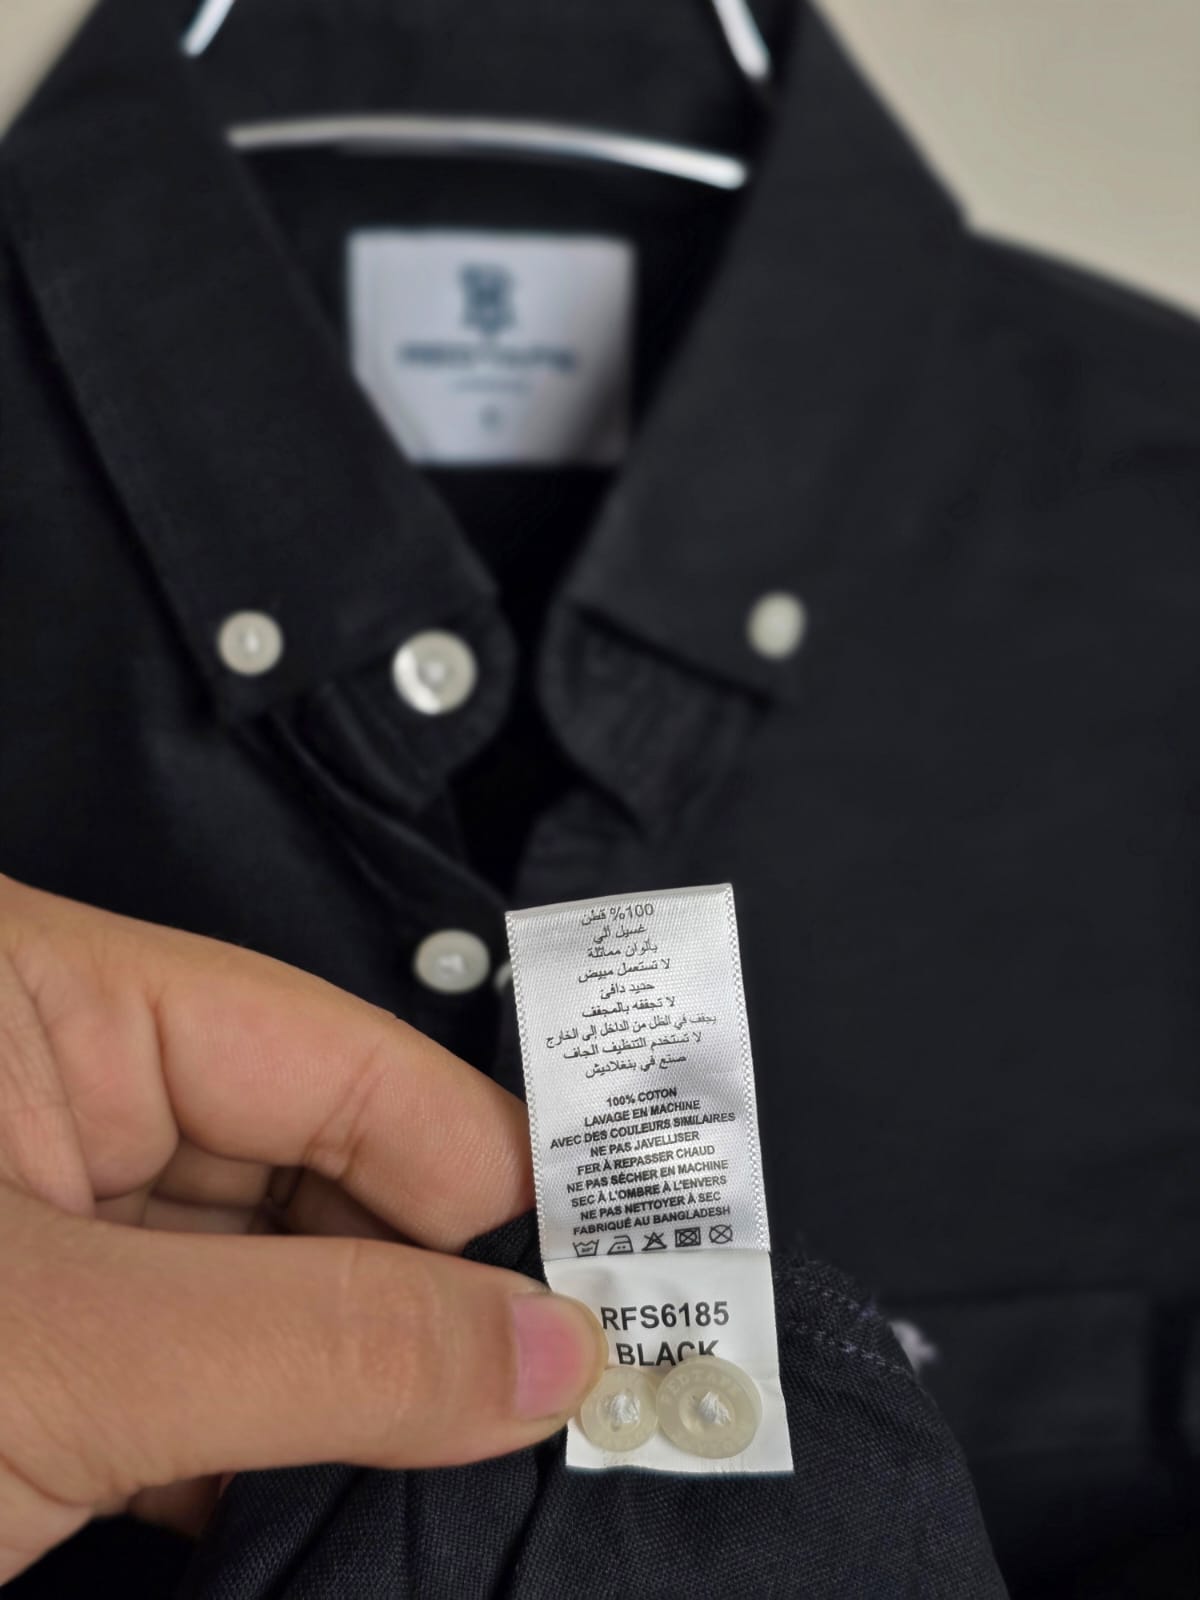 100% قطن
غسيل الي
بألوان مماثلة
لا تستعمل مبيض
حديد دافئ
لا تجففه بالمجفف
يجفف في الظل من الداخل إلى الخارج
لا تستخدم التنظيف الجاف
صنع في بنغلاديش
100% COTON
LAVAGE EN MACHINE
AVEC DES COULEURS SIMILAIRES
NE PAS JAVELLISER
FER À REPASSER CHAUD
NE PAS SÉCHER EN MACHINE
SEC À L'OMBRE À L'ENVERS
NE PAS NETTOYER À SEC
FABRIQUÉ AU BANGLADESH
RFS6185
BLACK